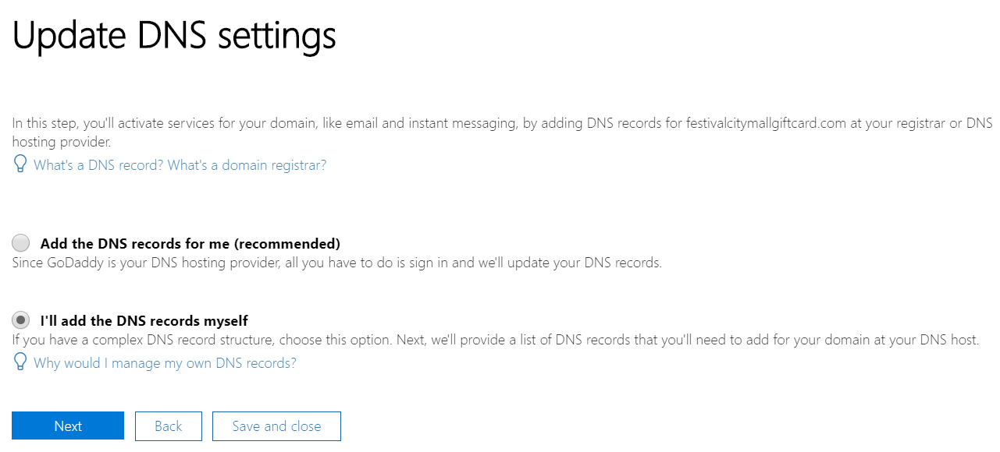 Update DNS settings
In this step, you'll activate services for your domain, like email and instant messaging, by adding DNS records for festivalcitymallgiftcard.com at your registrar or DNS
hosting provider.
What's a DNS record? What's a domain registrar?
Add the DNS records for me (recommended)
Since GoDaddy is your DNS hosting provider, all you have to do is sign in and we'll update your DNS records.
I'll add the DNS records myself
If you have a complex DNS record structure, choose this option. Next, we'll provide a list of DNS records that you'll need to add for your domain at your DNS host.
Why would I manage my own DNS records?
Next Back Save and close